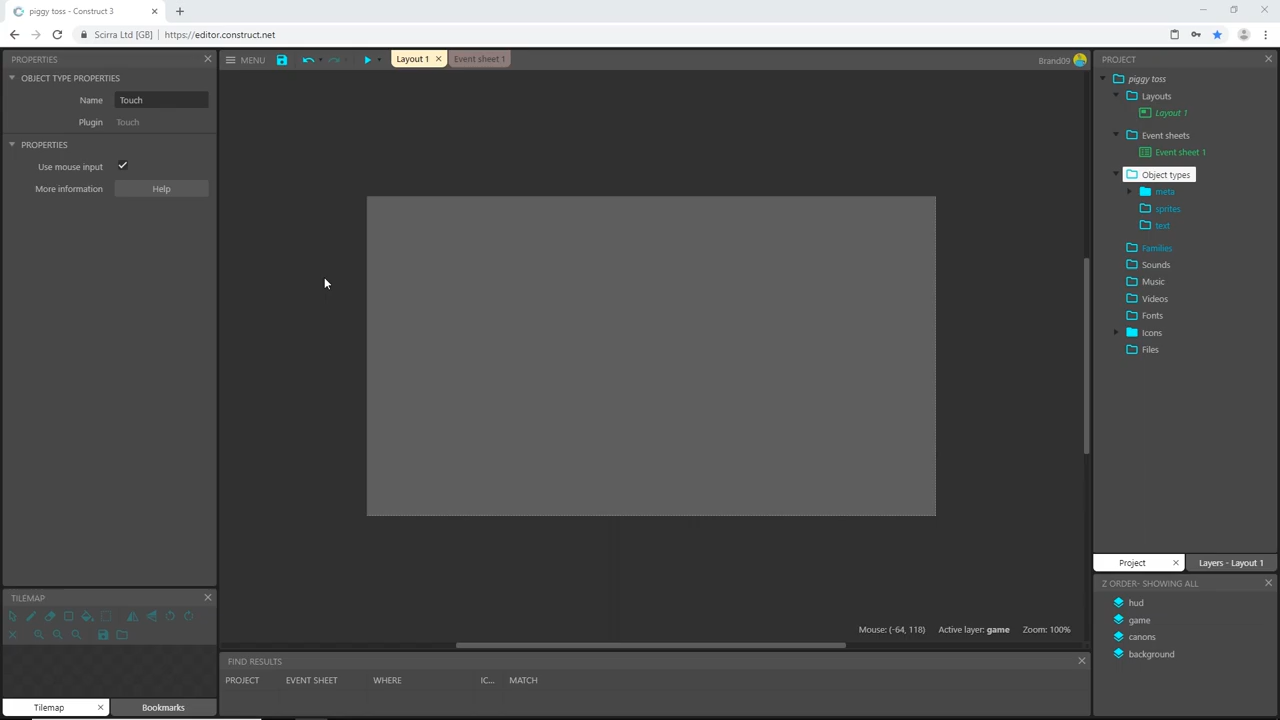 piggy toss - Construct 3
Scirra Ltd [GB] https://editor.construct.net
PROPERTIES
OBJECT TYPE PROPERTIES
Name Touch
Plugin Touch
PROPERTIES
Use mouse input
More information Help
TILEMAP
Tilemap Bookmarks
MENU Layout 1 Event sheet 1 Brand09
Mouse: (-64, 118) Active layer: game Zoom: 100%
FIND RESULTS
PROJECT EVENT SHEET WHERE IC... MATCH
PROJECT
piggy toss
Layouts
Layout 1
Event sheets
Event sheet 1
Object types
meta
sprites
text
Families
Sounds
Music
Videos
Fonts
Icons
Files
Project Layers - Layout 1
Z ORDER- SHOWING ALL
hud
game
canons
background